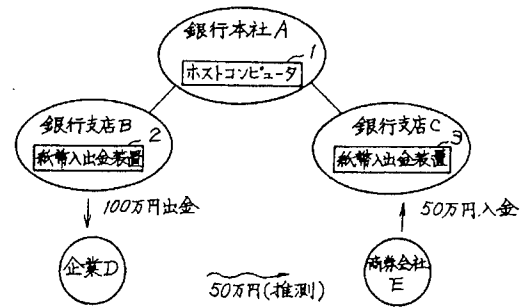 銀行本社A
1
ホストコンピュータ
銀行支店B
2
紙幣入出金装置
銀行支店C
3
紙幣入出金装置
100万円出金
50万円入金
企業D
商券会社
E
50万円(推測)